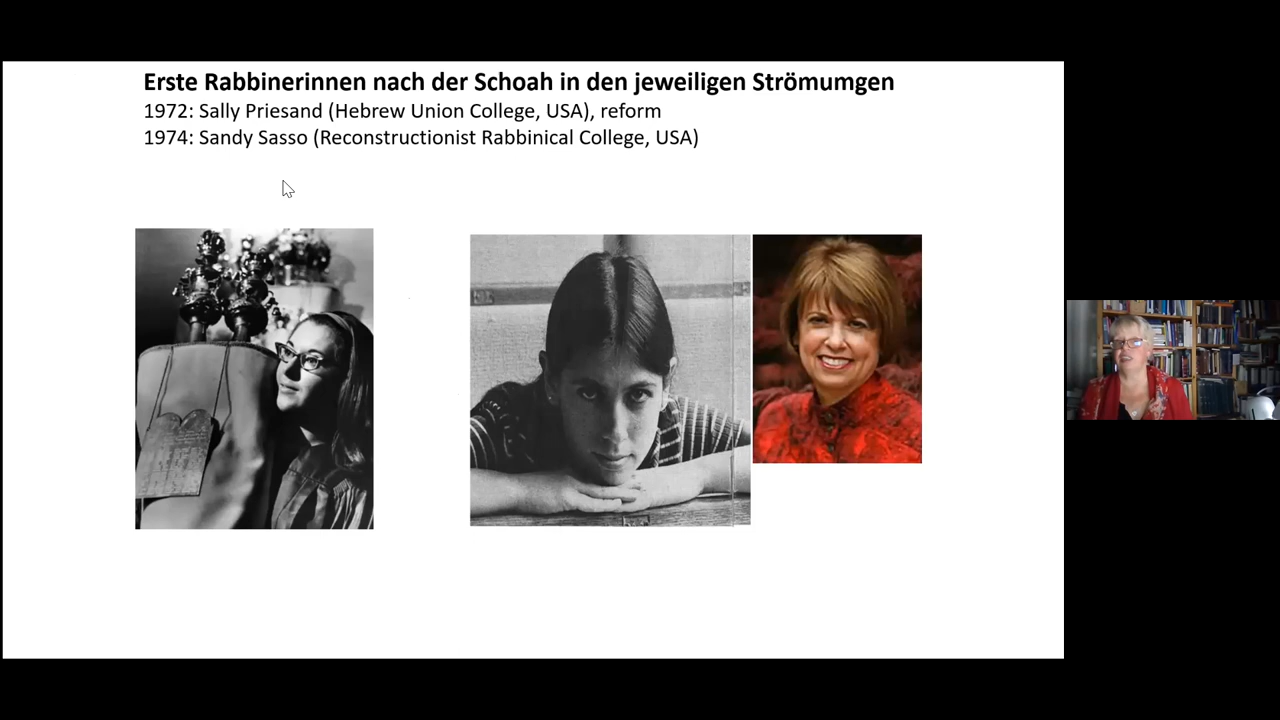 Erste Rabbinerinnen nach der Schoah in den jeweiligen Strömumgen
1972: Sally Priesand (Hebrew Union College, USA), reform
1974: Sandy Sasso (Reconstructionist Rabbinical College, USA)